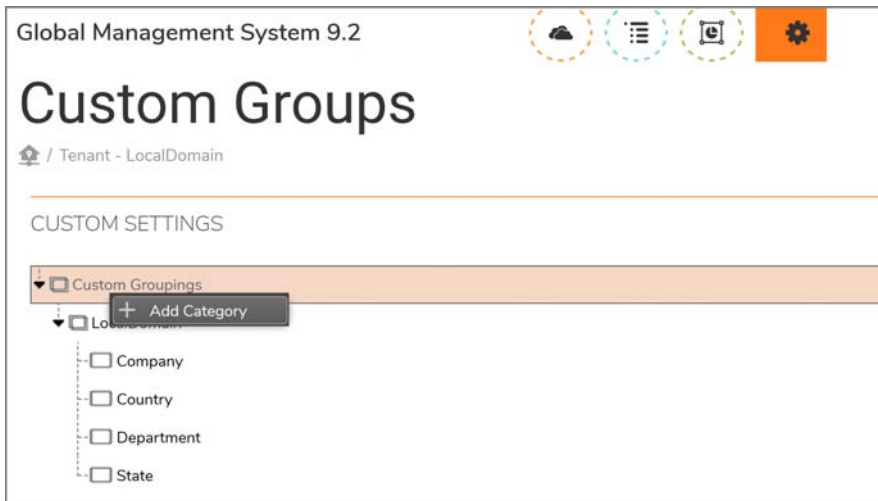 Global Management System 9.2
Custom Groups
/ Tenant - LocalDomain
CUSTOM SETTINGS
Custom Groupings
Add Category
Company
Country
Department
State